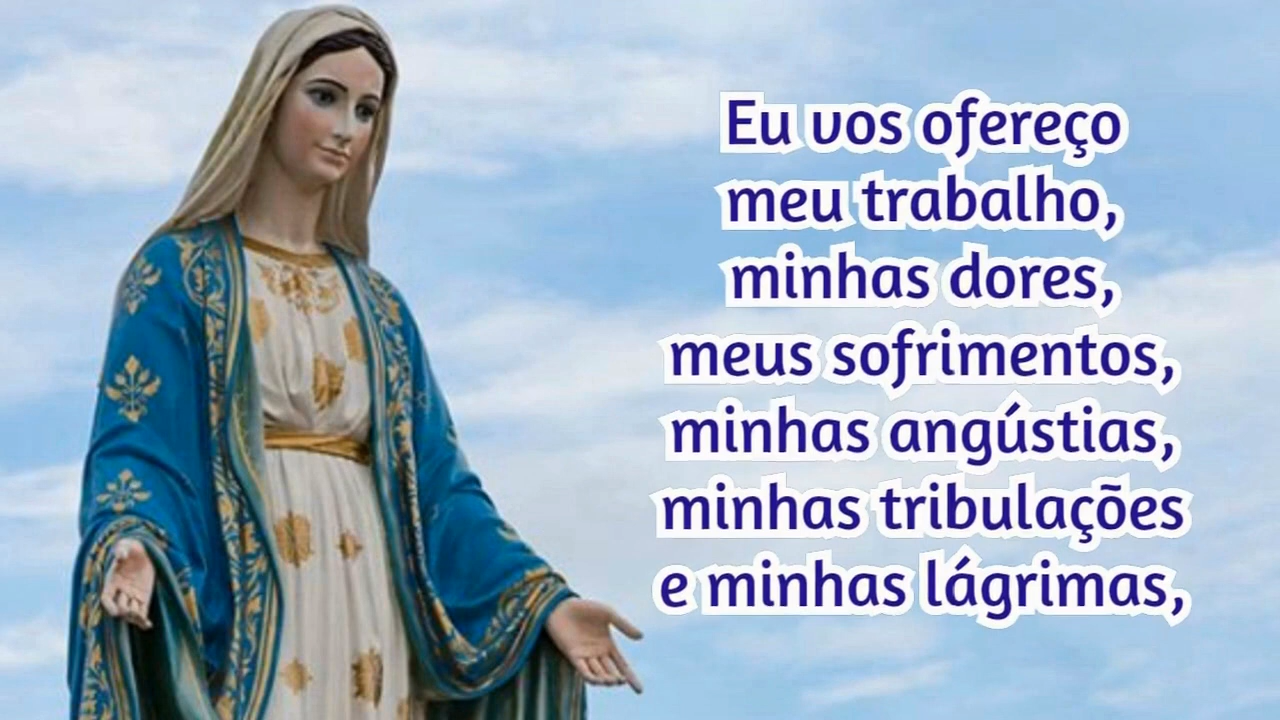 Eu vos ofereço
meu trabalho,
minhas dores,
meus sofrimentos,
minhas angústias,
minhas tribulações
e minhas lágrimas,